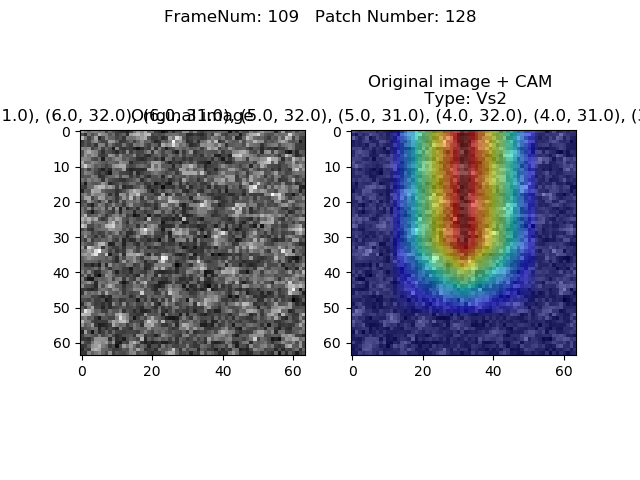 FrameNum: 109   Patch Number: 128
Original image + CAM
Type: Vs2
1.0), (6.0, 32.0), (6.0, 31.0), (5.0, 32.0), (5.0, 31.0), (4.0, 32.0), (4.0, 31.0), (3
Original image
0
10
20
30
40
50
60
0 20 40 60
0
10
20
30
40
50
60
0 20 40 60